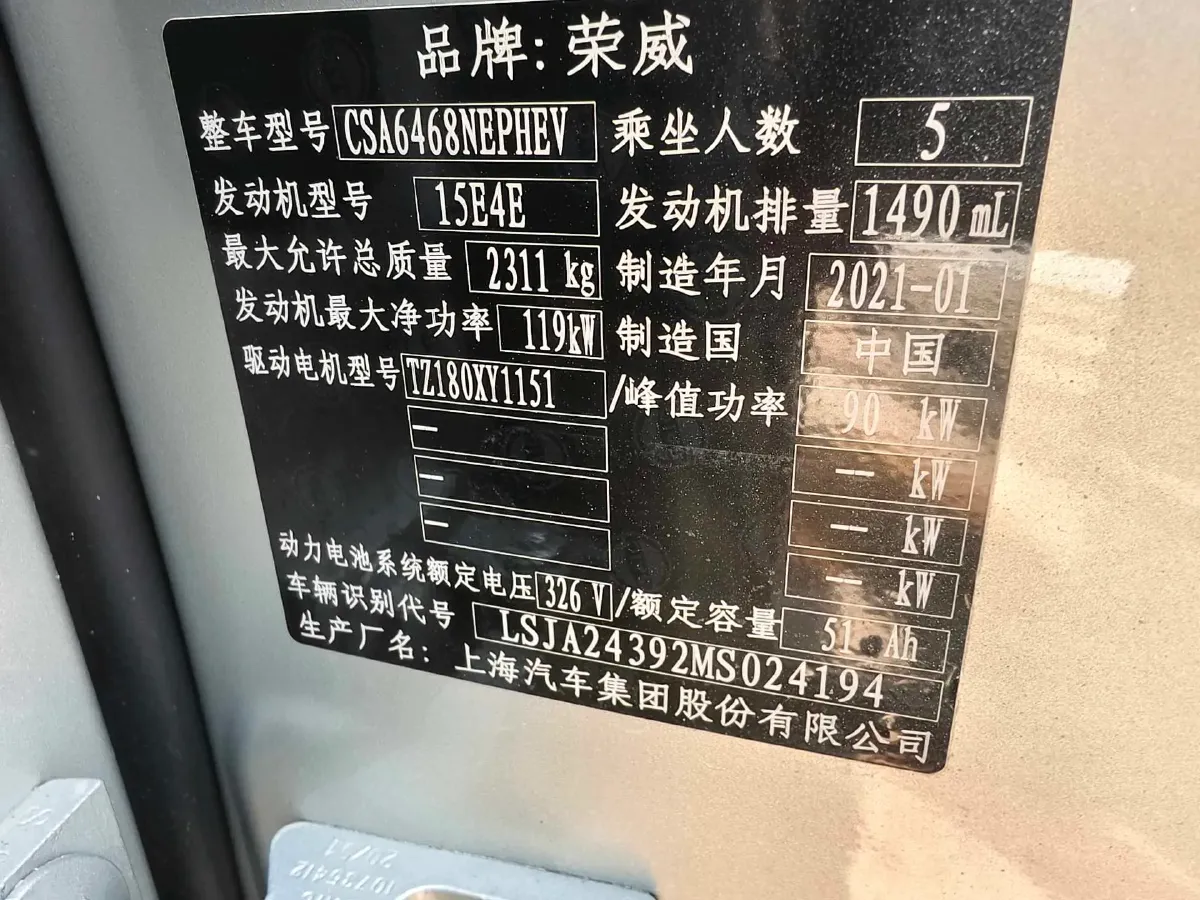 品牌: 荣威
整车型号 CSA6468NEPHEV 乘坐人数 5
发动机型号 15E4E 发动机排量 1490 mL
最大允许总质量 2311 kg 制造年月 2021-01
发动机最大净功率 119kW 制造国 中国
驱动电机型号 TZ180XY1151 /峰值功率 90 kW
— -- kW
— -- kW
— -- kW
动力电池系统额定电压 326 V /额定容量 51 Ah
车辆识别代号 LSJA24392MS024194
生产厂名: 上海汽车集团股份有限公司
10735412